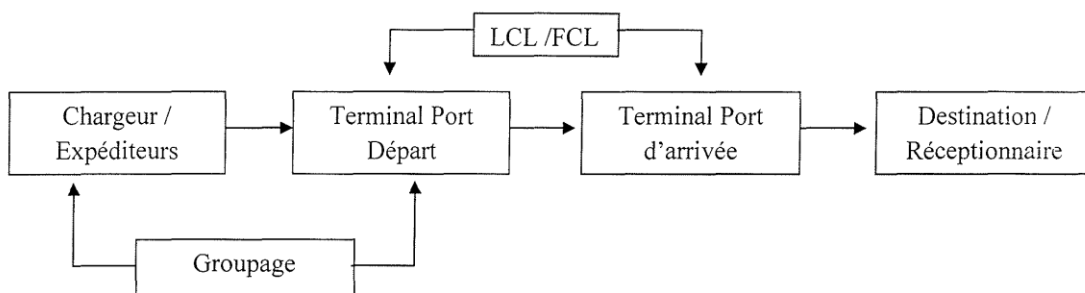 LCL /FCL
Chargeur /
Expéditeurs
Terminal Port
Départ
Terminal Port
d’arrivée
Destination /
Réceptionnaire
Groupage